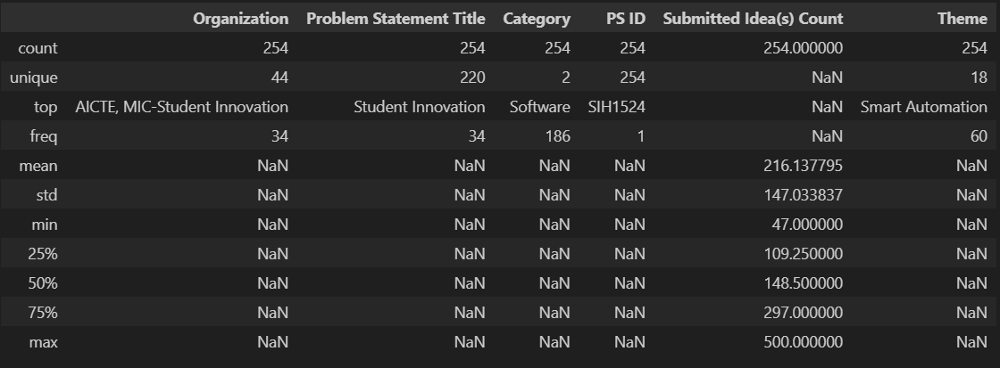 Organization Problem Statement Title Category PS ID Submitted Idea(s) Count Theme
count 254 254 254 254 254.000000 254
unique 44 220 2 254 NaN 18
top AICTE, MIC-Student Innovation Student Innovation Software SIH1524 NaN Smart Automation
freq 34 34 186 1 NaN 60
mean NaN NaN NaN NaN 216.137795 NaN
std NaN NaN NaN NaN 147.033837 NaN
min NaN NaN NaN NaN 47.000000 NaN
25% NaN NaN NaN NaN 109.250000 NaN
50% NaN NaN NaN NaN 148.500000 NaN
75% NaN NaN NaN NaN 297.000000 NaN
max NaN NaN NaN NaN 500.000000 NaN